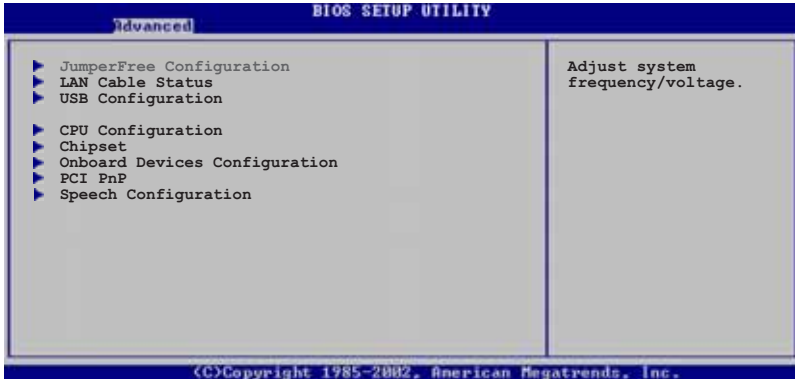 BIOS SETUP UTILITY
Advanced
JumperFree Configuration
LAN Cable Status
USB Configuration
CPU Configuration
Chipset
Onboard Devices Configuration
PCI PnP
Speech Configuration
Adjust system
frequency/voltage.
(C)Copyright 1985-2002, American Megatrends, Inc.